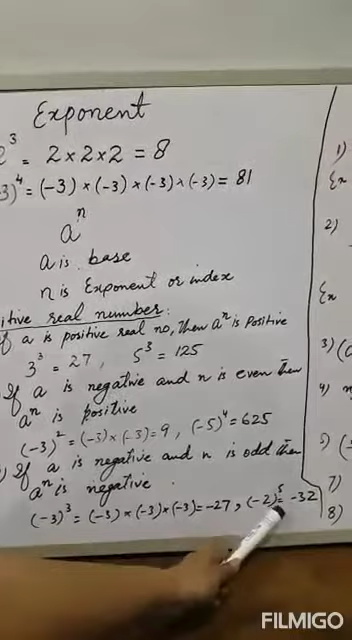 Exponent
2³ = 2×2×2 = 8
3)⁴ = (-3)×(-3)×(-3)×(-3) = 81
aⁿ
a is base
n is Exponent or index
itive real number:
If a is positive real no, then aⁿ is Positive
3³ = 27, 5³ = 125
If a is negative and n is even then
aⁿ is positive
(-3)² = (-3)×(-3) = 9, (-5)⁴ = 625
) If a is negative and n is odd then
aⁿ is negative.
(-3)³ = (-3)×(-3)×(-3) = -27, (-2)⁵ = -32
1)
Ex
2)
Ex
3) (a
4)
5) (
7)
8)
FILMIGO